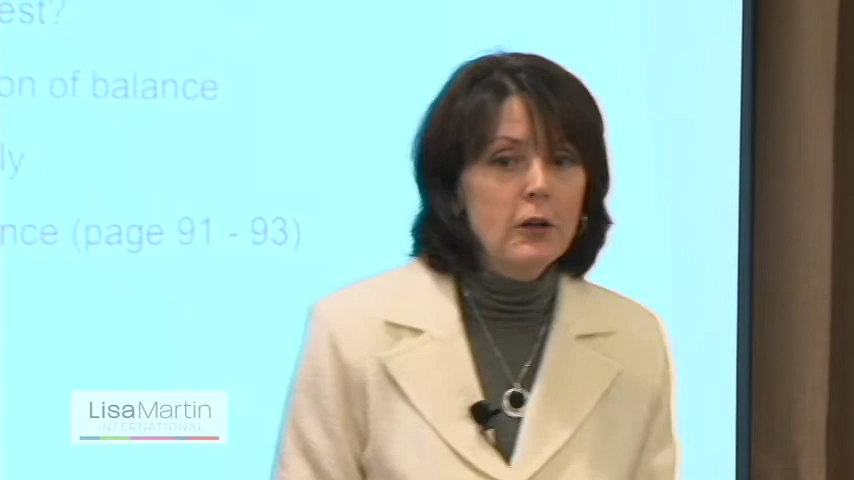 est?
on of balance
ly
nce (page 91 - 93)
LisaMartin
INTERNATIONAL